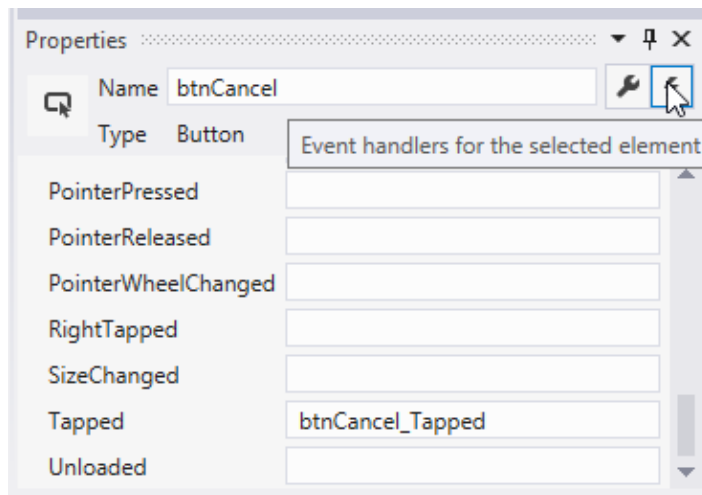 Properties
Name btnCancel
Type Button
Event handlers for the selected element
PointerPressed
PointerReleased
PointerWheelChanged
RightTapped
SizeChanged
Tapped btnCancel_Tapped
Unloaded